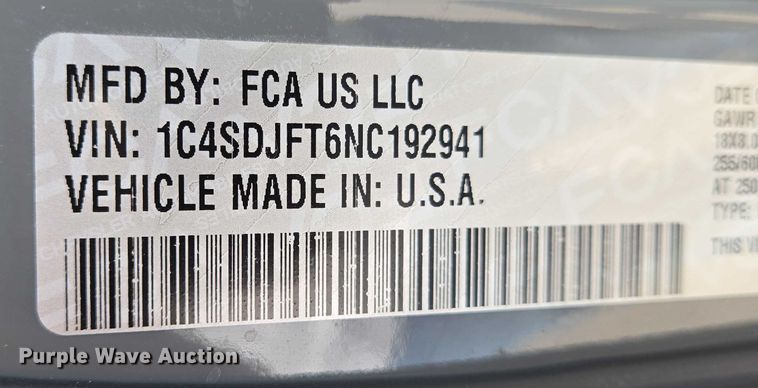 MFD BY: FCA US LLC
VIN: 1C4SDJFT6NC192941
VEHICLE MADE IN: U.S.A.
DATE
GAWR
18X8.0
255/60
AT 250
TYPE:
THIS
Purple Wave Auction